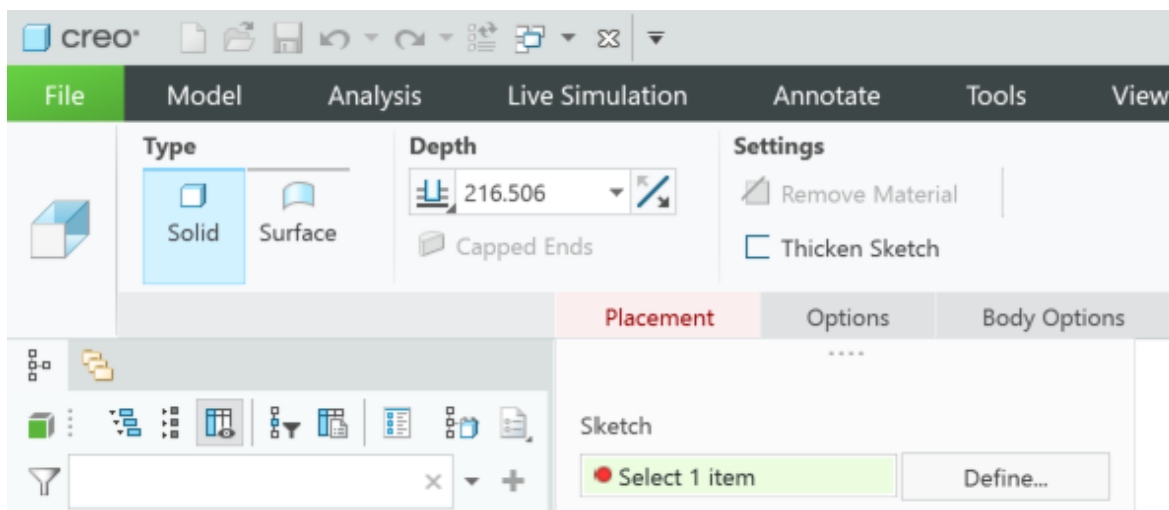 creo
File Model Analysis Live Simulation Annotate Tools View
Type Depth Settings
216.506 Remove Material
Solid Surface
Capped Ends Thicken Sketch
Placement Options Body Options
Sketch
Select 1 item Define...